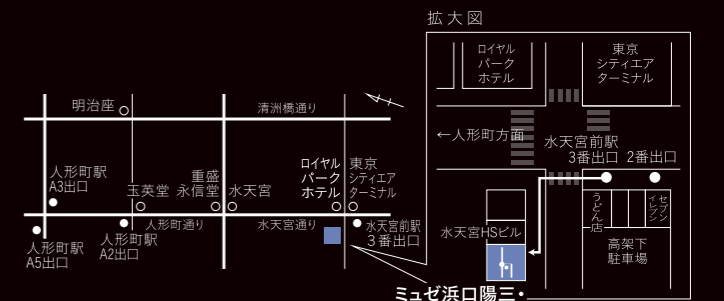 拡大図
明治座
清洲橋通り
人形町駅
A3出口
玉英堂
重盛
永信堂
水天宮
ロイヤル
パーク
ホテル
東京
シティエア
ターミナル
人形町通り
水天宮通り
人形町駅
A5出口
人形町駅
A2出口
水天宮前駅
3番出口
ロイヤル
パーク
ホテル
東京
シティエア
ターミナル
←人形町方面
水天宮前駅
3番出口
2番出口
うどん店
セブン
イレブン
水天宮HSビル
高架下
駐車場
ミュゼ浜口陽三・